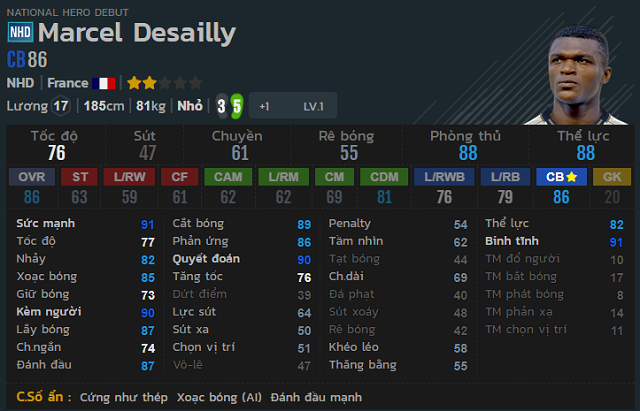 NATIONAL HERO DEBUT
NHD Marcel Desailly
CB 86
NHD | France | ★★★★★
Lương 17 | 185cm | 81kg | Nhỏ | 3 5 +1 LV.1
Tốc độ Sút Chuyền Rê bóng Phòng thủ Thể lực
76 47 61 55 88 88
OVR ST L/RW CF CAM L/RM CM CDM L/RWB L/RB CB ★ GK
86 63 59 61 62 62 69 81 76 79 86 20
Sức mạnh 91 Cắt bóng 89 Penalty 54 Thể lực 82
Tốc độ 77 Phản ứng 86 Tầm nhìn 62 Bình tĩnh 91
Nhảy 82 Quyết đoán 90 Tạt bóng 44 TM đổ người 10
Xoạc bóng 85 Tăng tốc 76 Ch.dài 69 TM bắt bóng 17
Giữ bóng 73 Dứt điểm 39 Đá phạt 40 TM phát bóng 8
Kèm người 90 Lực sút 64 Sút xoáy 48 TM phản xạ 14
Lấy bóng 87 Sút xa 50 Rê bóng 42 TM chọn vị trí 11
Ch.ngắn 74 Chọn vị trí 51 Khéo léo 58
Đánh đầu 87 Vô-lê 47 Thăng bằng 55
C.Số ẩn : Cứng như thép Xoạc bóng (AI) Đánh đầu mạnh